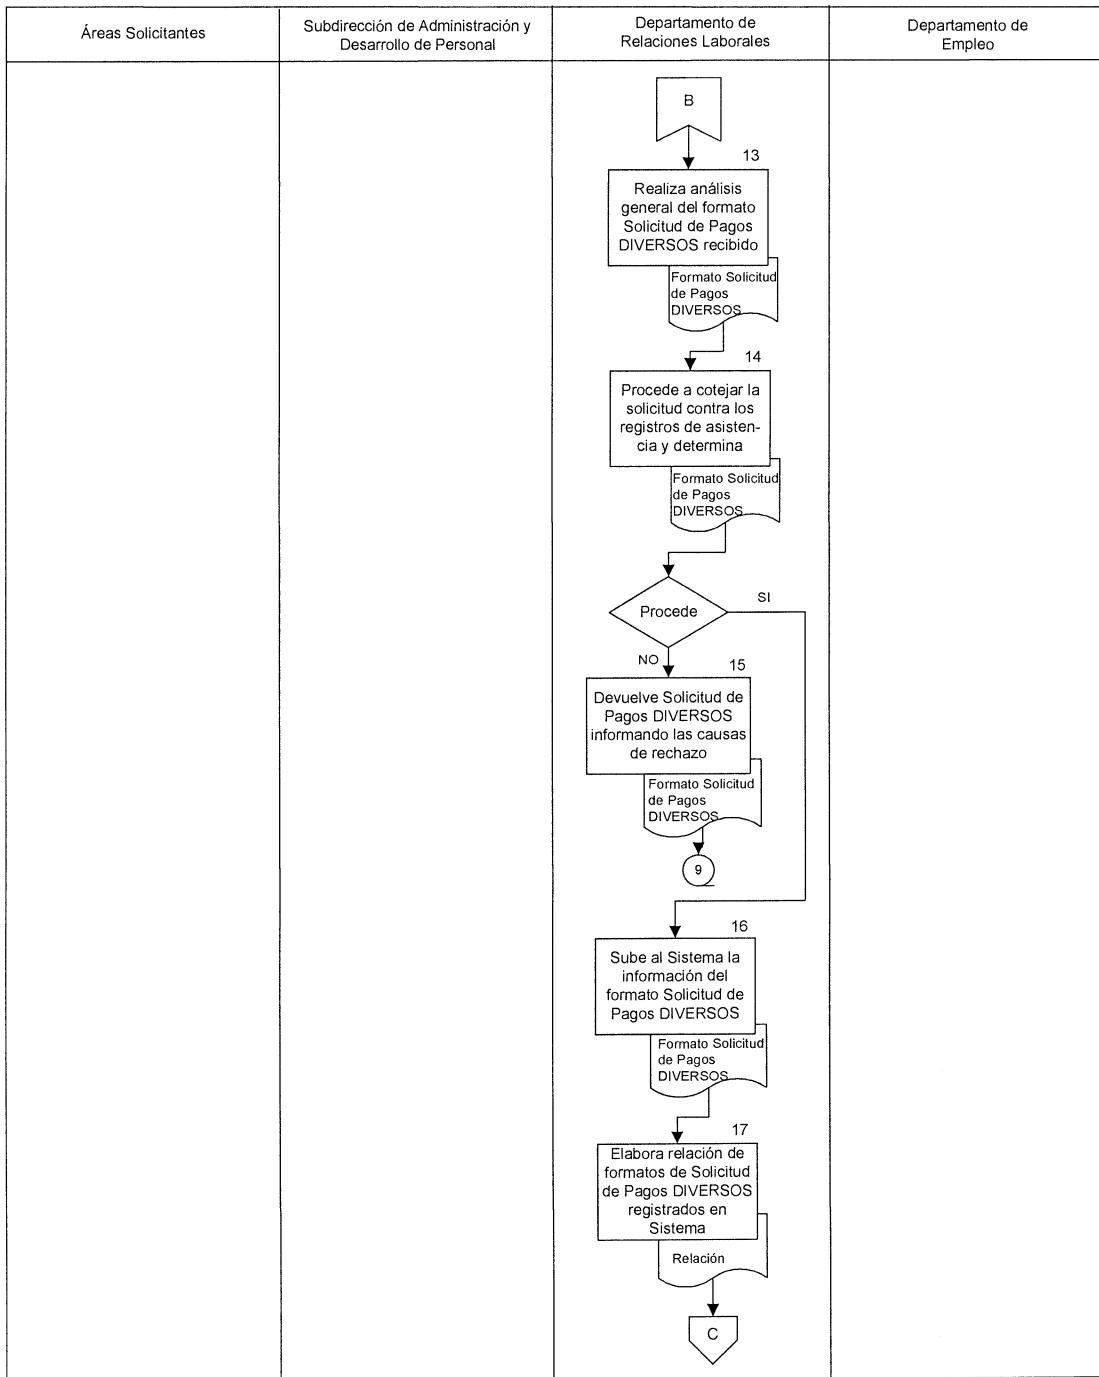 Áreas Solicitantes
Subdirección de Administración y
Desarrollo de Personal
Departamento de
Relaciones Laborales
Departamento de
Empleo
B
13
Realiza análisis
general del formato
Solicitud de Pagos
DIVERSOS recibido
Formato Solicitud
de Pagos
DIVERSOS
14
Procede a cotejar la
solicitud contra los
registros de asisten-
cia y determina
Formato Solicitud
de Pagos
DIVERSOS
Procede
SI
NO
15
Devuelve Solicitud de
Pagos DIVERSOS
informando las causas
de rechazo
Formato Solicitud
de Pagos
DIVERSOS
9
16
Sube al Sistema la
información del
formato Solicitud de
Pagos DIVERSOS
Formato Solicitud
de Pagos
DIVERSOS
17
Elabora relación de
formatos de Solicitud
de Pagos DIVERSOS
registrados en
Sistema
Relación
C